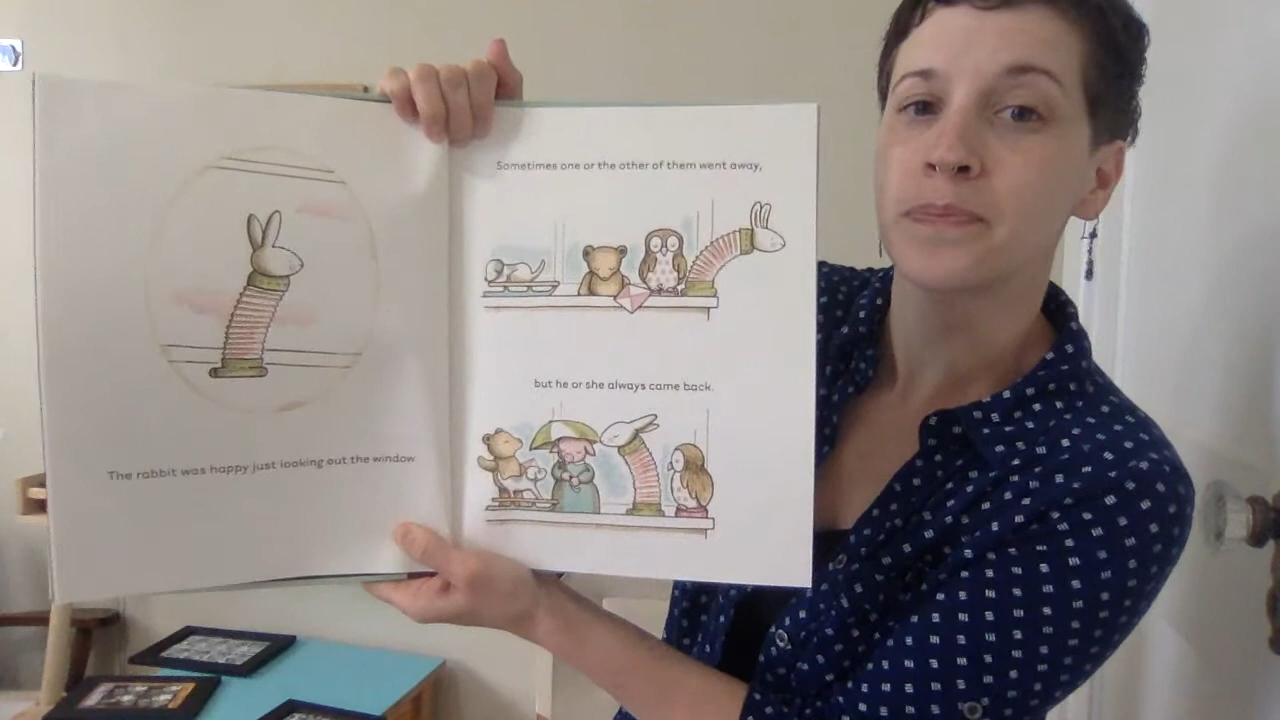 The rabbit was happy just looking out the window
Sometimes one or the other of them went away,
but he or she always came back.